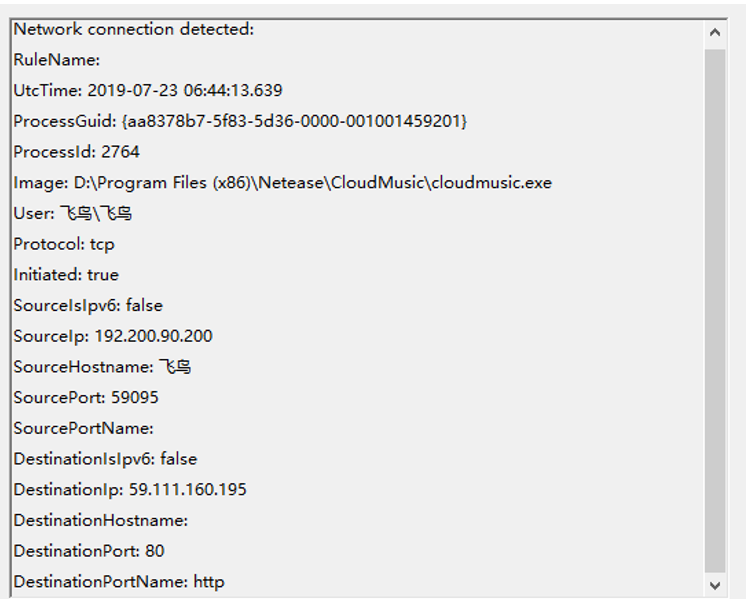 Network connection detected:
RuleName:
UtcTime: 2019-07-23 06:44:13.639
ProcessGuid: {aa8378b7-5f83-5d36-0000-001001459201}
ProcessId: 2764
Image: D:\Program Files (x86)\Netease\CloudMusic\cloudmusic.exe
User: 飞鸟\飞鸟
Protocol: tcp
Initiated: true
SourceIsIpv6: false
SourceIp: 192.200.90.200
SourceHostname: 飞鸟
SourcePort: 59095
SourcePortName:
DestinationIsIpv6: false
DestinationIp: 59.111.160.195
DestinationHostname:
DestinationPort: 80
DestinationPortName: http